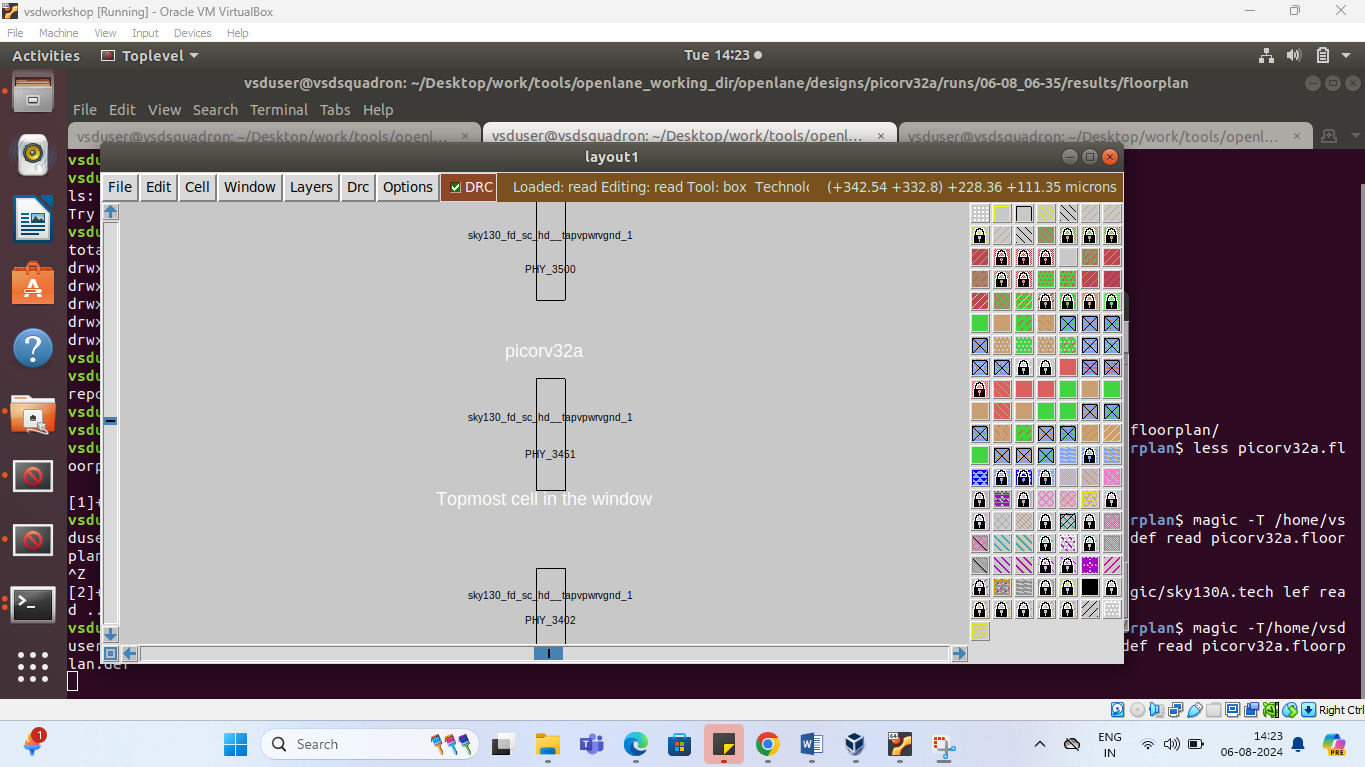 vsdworkshop [Running] - Oracle VM VirtualBox
File Machine View Input Devices Help
Activities Toplevel Tue 14:23
vsduser@vsdsquadron: ~/Desktop/work/tools/openlane_working_dir/openlane/designs/picorv32a/runs/06-08_06-35/results/floorplan
File Edit View Search Terminal Tabs Help
vsduser@vsdsquadron: ~/Desktop/work/tools/openl... × vsduser@vsdsquadron: ~/Desktop/work/tools/openl... × vsduser@vsdsquadron: ~/Desktop/work/tools/openl... ×
layout1
File Edit Cell Window Layers Drc Options DRC Loaded: read Editing: read Tool: box Technolo (+342.54 +332.8) +228.36 +111.35 microns
vsdu
vsdu
ls:
Try
vsdu
tota
drwx
drwx
drwx
drwx
drwx
vsdu
vsdu
repo
vsdu
vsdu
vsdu
oorp
[1]+
vsdu
duse
plan
^Z
[2]+
d ..
vsdu
user
lan.def
sky130_fd_sc_hd__tapvpwrvgnd_1
PHY_3500
picorv32a
sky130_fd_sc_hd__tapvpwrvgnd_1
PHY_3451
Topmost cell in the window
sky130_fd_sc_hd__tapvpwrvgnd_1
PHY_3402
floorplan/
rplan$ less picorv32a.fl
rplan$ magic -T /home/vs
def read picorv32a.floor
gic/sky130A.tech lef rea
rplan$ magic -T/home/vsd
def read picorv32a.floorp
Right Ctrl
1
Search
ENG
IN
14:23
06-08-2024
PRE